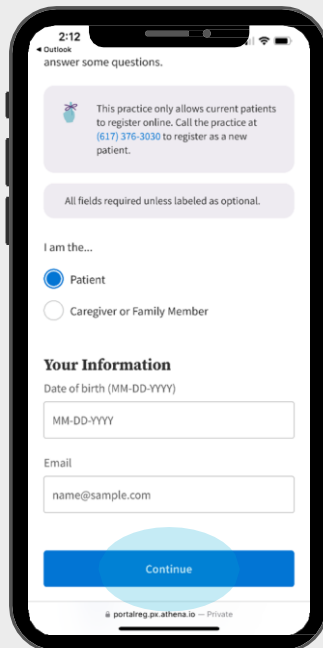 2:12
◀ Outlook
answer some questions.
This practice only allows current patients
to register online. Call the practice at
(617) 376-3030 to register as a new
patient.
All fields required unless labeled as optional.
I am the...
Patient
Caregiver or Family Member
Your Information
Date of birth (MM-DD-YYYY)
MM-DD-YYYY
Email
name@sample.com
Continue
portalreg.px.athena.io — Private